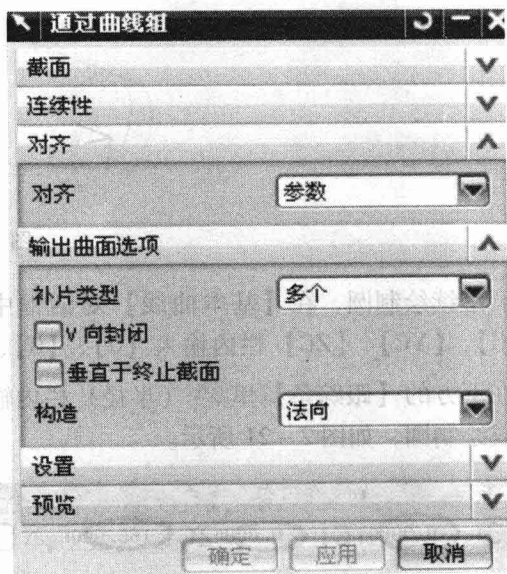 通过曲线组
截面
连续性
对齐
对齐 参数
输出曲面选项
补片类型 多个
V 向封闭
垂直于终止截面
构造 法向
设置
预览
确定 应用 取消